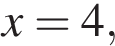 x = 4,